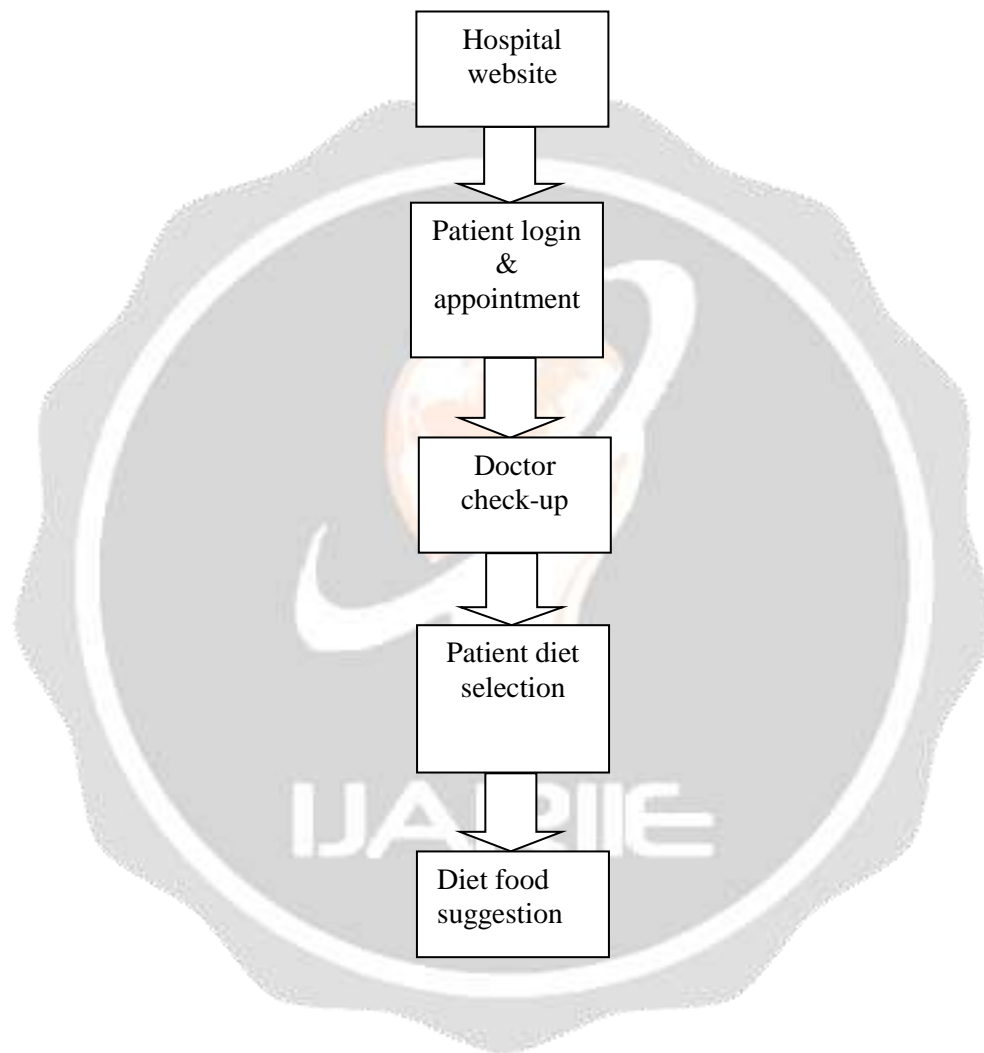 Hospital
website
Patient login
&
appointment
Doctor
check-up
Patient diet
selection
IJARIIE
Diet food
suggestion